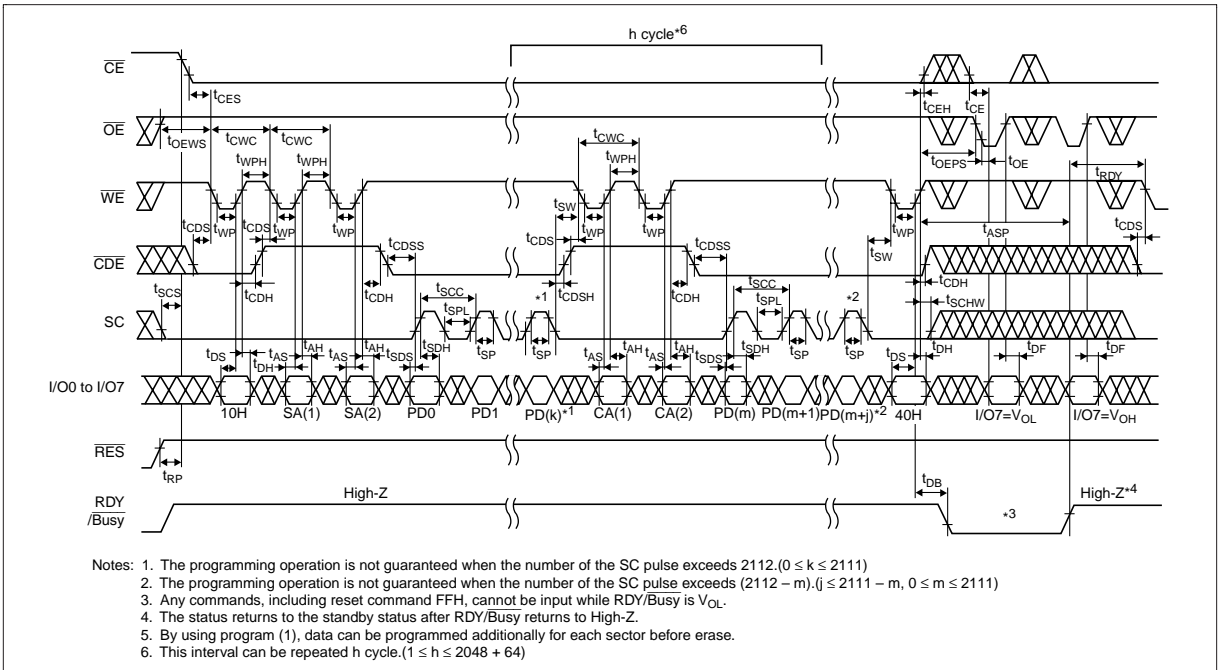 h cycle*6
CE
tCES
tCEH
tCE
OE
tOEWS
tCWC
tCWC
tCWC
tOEPS
tOE
tWPH
tWPH
tWPH
tRDY
WE
tCDS
tWP
tWP
tWP
tSW
tCDS
tWP
tWP
tSW
tWP
tASP
tCDS
CDE
tCDSS
tCDSS
tCDH
tCDH
tCDSH
tCDH
tCDH
tSCS
tSCC
tSCC
tSCHW
SC
tSPL
*1
tSPL
*2
tSP
tSP
tSP
tSP
tDS
tDH
tAS
tAH
tAS
tAH
tSDS
tSDH
tAS
tAH
tAS
tAH
tSDS
tSDH
tDS
tDH
tDF
tDF
I/O0 to I/O7
10H
SA(1)
SA(2)
PD0
PD1
PD(k)*1
CA(1)
CA(2)
PD(m)
PD(m+1)
PD(m+j)*2
40H
I/O7=VOL
I/O7=VOH
RES
tRP
tDB
RDY
/Busy
High-Z
*3
High-Z*4
Notes: 1. The programming operation is not guaranteed when the number of the SC pulse exceeds 2112.(0 ≤ k ≤ 2111)
2. The programming operation is not guaranteed when the number of the SC pulse exceeds (2112 – m).(j ≤ 2111 – m, 0 ≤ m ≤ 2111)
3. Any commands, including reset command FFH, cannot be input while RDY/Busy is VOL.
4. The status returns to the standby status after RDY/Busy returns to High-Z.
5. By using program (1), data can be programmed additionally for each sector before erase.
6. This interval can be repeated h cycle.(1 ≤ h ≤ 2048 + 64)